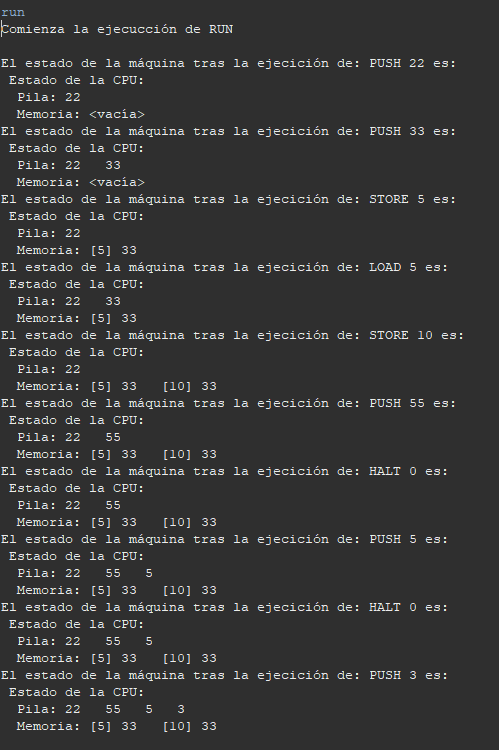 run
Comienza la ejecucción de RUN
El estado de la máquina tras la ejecición de: PUSH 22 es:
Estado de la CPU:
Pila: 22
Memoria: <vacía>
El estado de la máquina tras la ejecición de: PUSH 33 es:
Estado de la CPU:
Pila: 22   33
Memoria: <vacía>
El estado de la máquina tras la ejecición de: STORE 5 es:
Estado de la CPU:
Pila: 22
Memoria: [5] 33
El estado de la máquina tras la ejecición de: LOAD 5 es:
Estado de la CPU:
Pila: 22   33
Memoria: [5] 33
El estado de la máquina tras la ejecición de: STORE 10 es:
Estado de la CPU:
Pila: 22
Memoria: [5] 33   [10] 33
El estado de la máquina tras la ejecición de: PUSH 55 es:
Estado de la CPU:
Pila: 22   55
Memoria: [5] 33   [10] 33
El estado de la máquina tras la ejecición de: HALT 0 es:
Estado de la CPU:
Pila: 22   55
Memoria: [5] 33   [10] 33
El estado de la máquina tras la ejecición de: PUSH 5 es:
Estado de la CPU:
Pila: 22   55   5
Memoria: [5] 33   [10] 33
El estado de la máquina tras la ejecición de: HALT 0 es:
Estado de la CPU:
Pila: 22   55   5
Memoria: [5] 33   [10] 33
El estado de la máquina tras la ejecición de: PUSH 3 es:
Estado de la CPU:
Pila: 22   55   5   3
Memoria: [5] 33   [10] 33